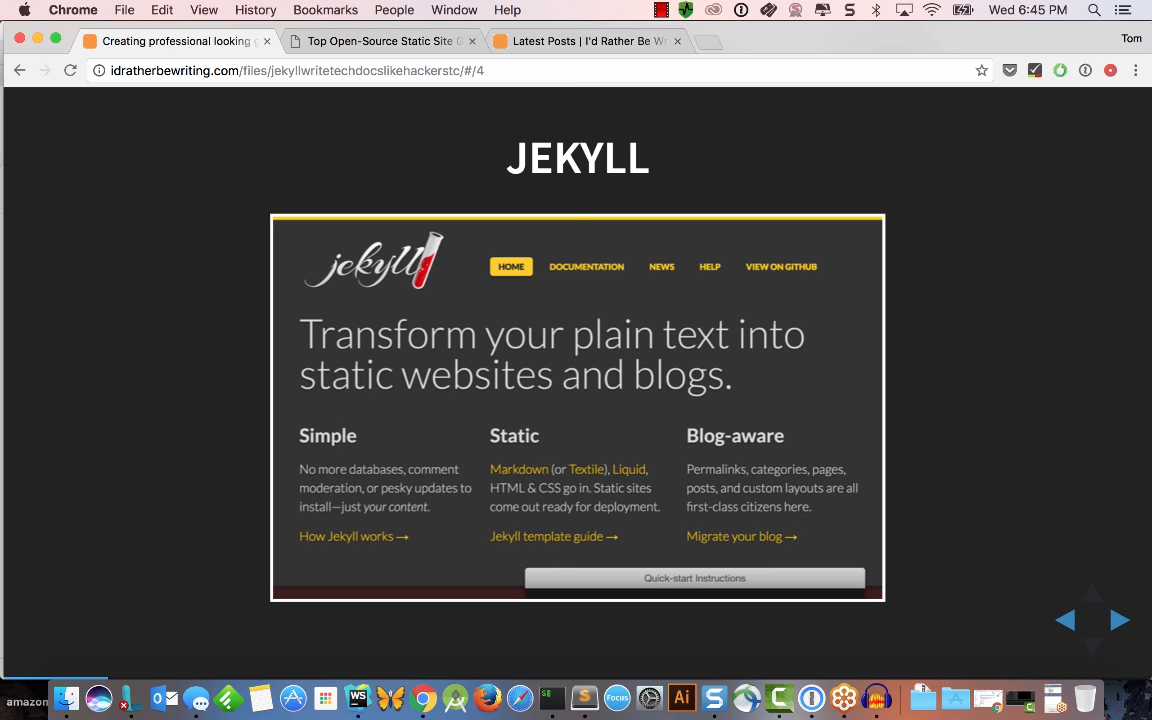 Chrome File Edit View History Bookmarks People Window Help Wed 6:45 PM
Creating professional looking g Top Open-Source Static Site G Latest Posts | I'd Rather Be Wr Tom
idratherbewriting.com/files/jekyllwritetechdocslikehackerstc/#/4
JEKYLL
jekyll HOME DOCUMENTATION NEWS HELP VIEW ON GITHUB
Transform your plain text into
static websites and blogs.
Simple
No more databases, comment
moderation, or pesky updates to
install—just your content.
How Jekyll works →
Static
Markdown (or Textile), Liquid,
HTML & CSS go in. Static sites
come out ready for deployment.
Jekyll template guide →
Blog-aware
Permalinks, categories, pages,
posts, and custom layouts are all
first-class citizens here.
Migrate your blog →
Quick-start Instructions
amazon WS FOCUS Ai S C